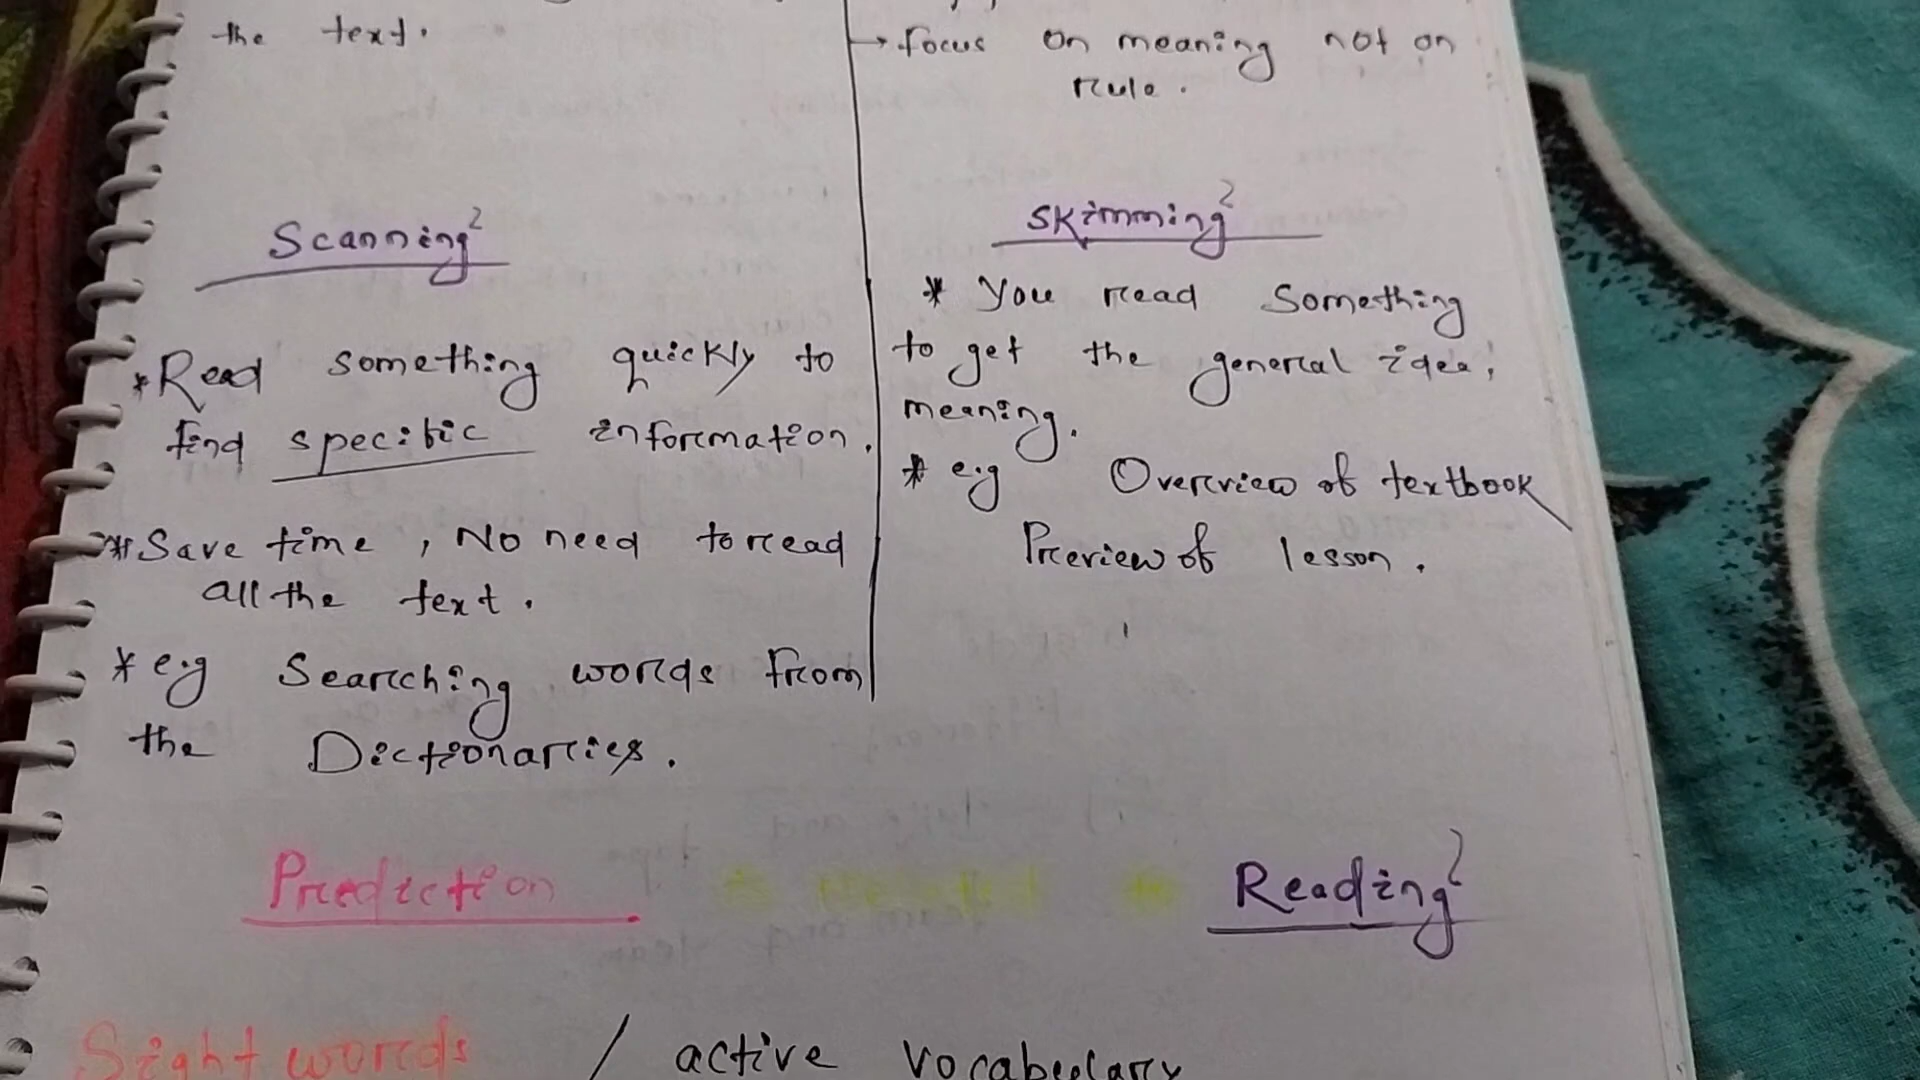 the text.
→ focus on meaning not on
rule.
Scanning
* Read something quickly to
find specific information.
* Save time, No need to read
all the text.
* e.g Searching words from
the Dictionaries.
Skimming
* You read Something
to get the general idea,
meaning.
* e.g Overview of textbook
Preview of lesson.
Prediction
Reading
Sight words / active vocabulary